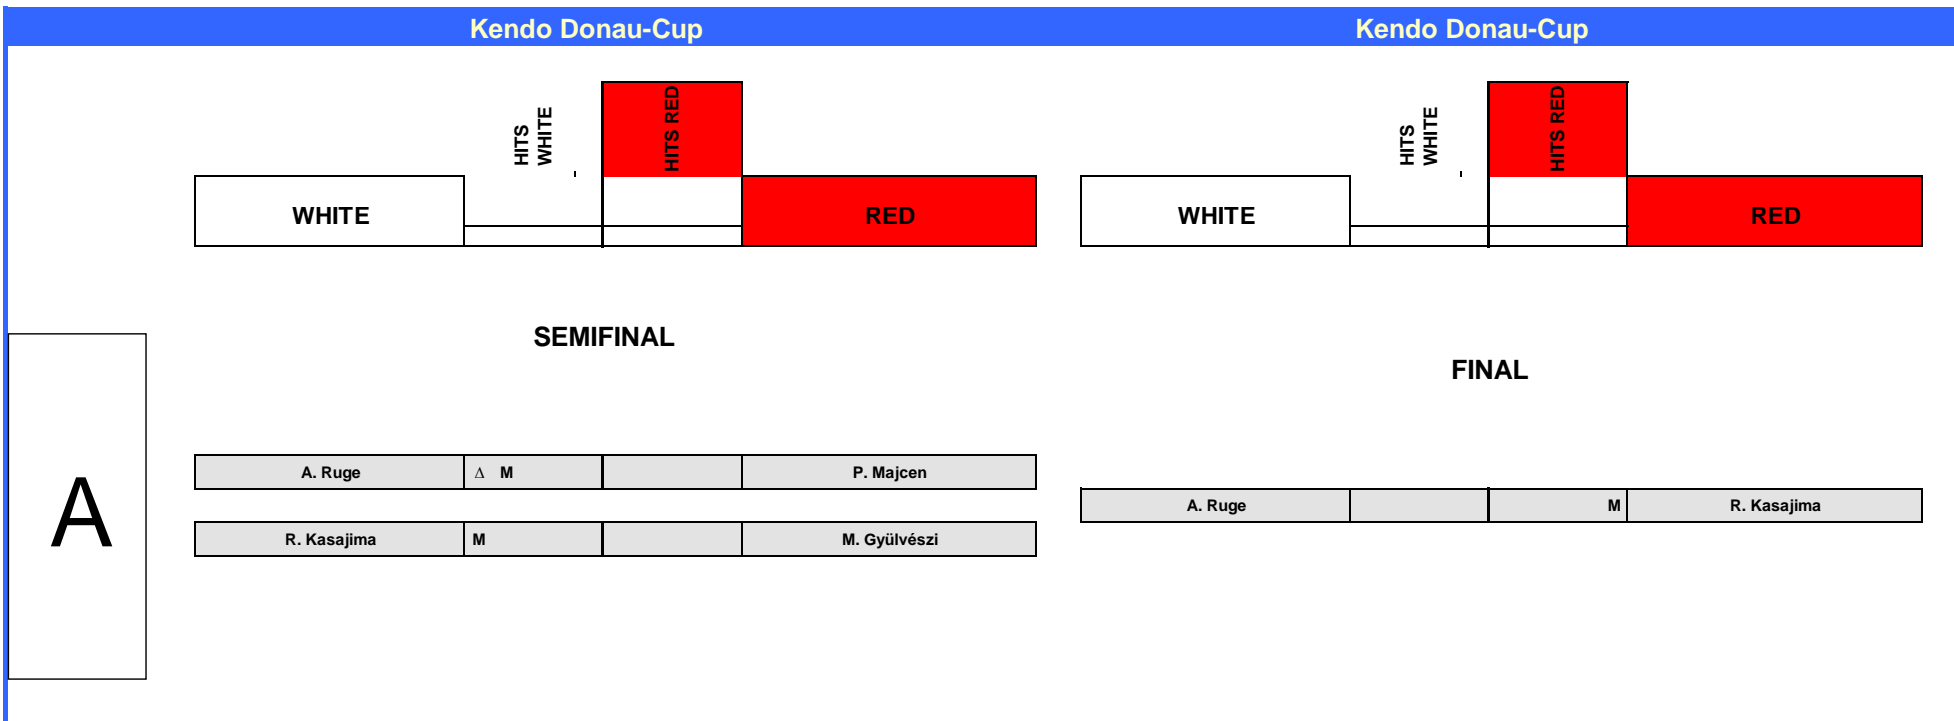 Kendo Donau-Cup
Kendo Donau-Cup
HITS
WHITE
HITS RED
HITS
WHITE
HITS RED
WHITE
RED
WHITE
RED
SEMIFINAL
FINAL
A
A. Ruge Δ M P. Majcen
R. Kasajima M M. Gyülvészi
A. Ruge M R. Kasajima